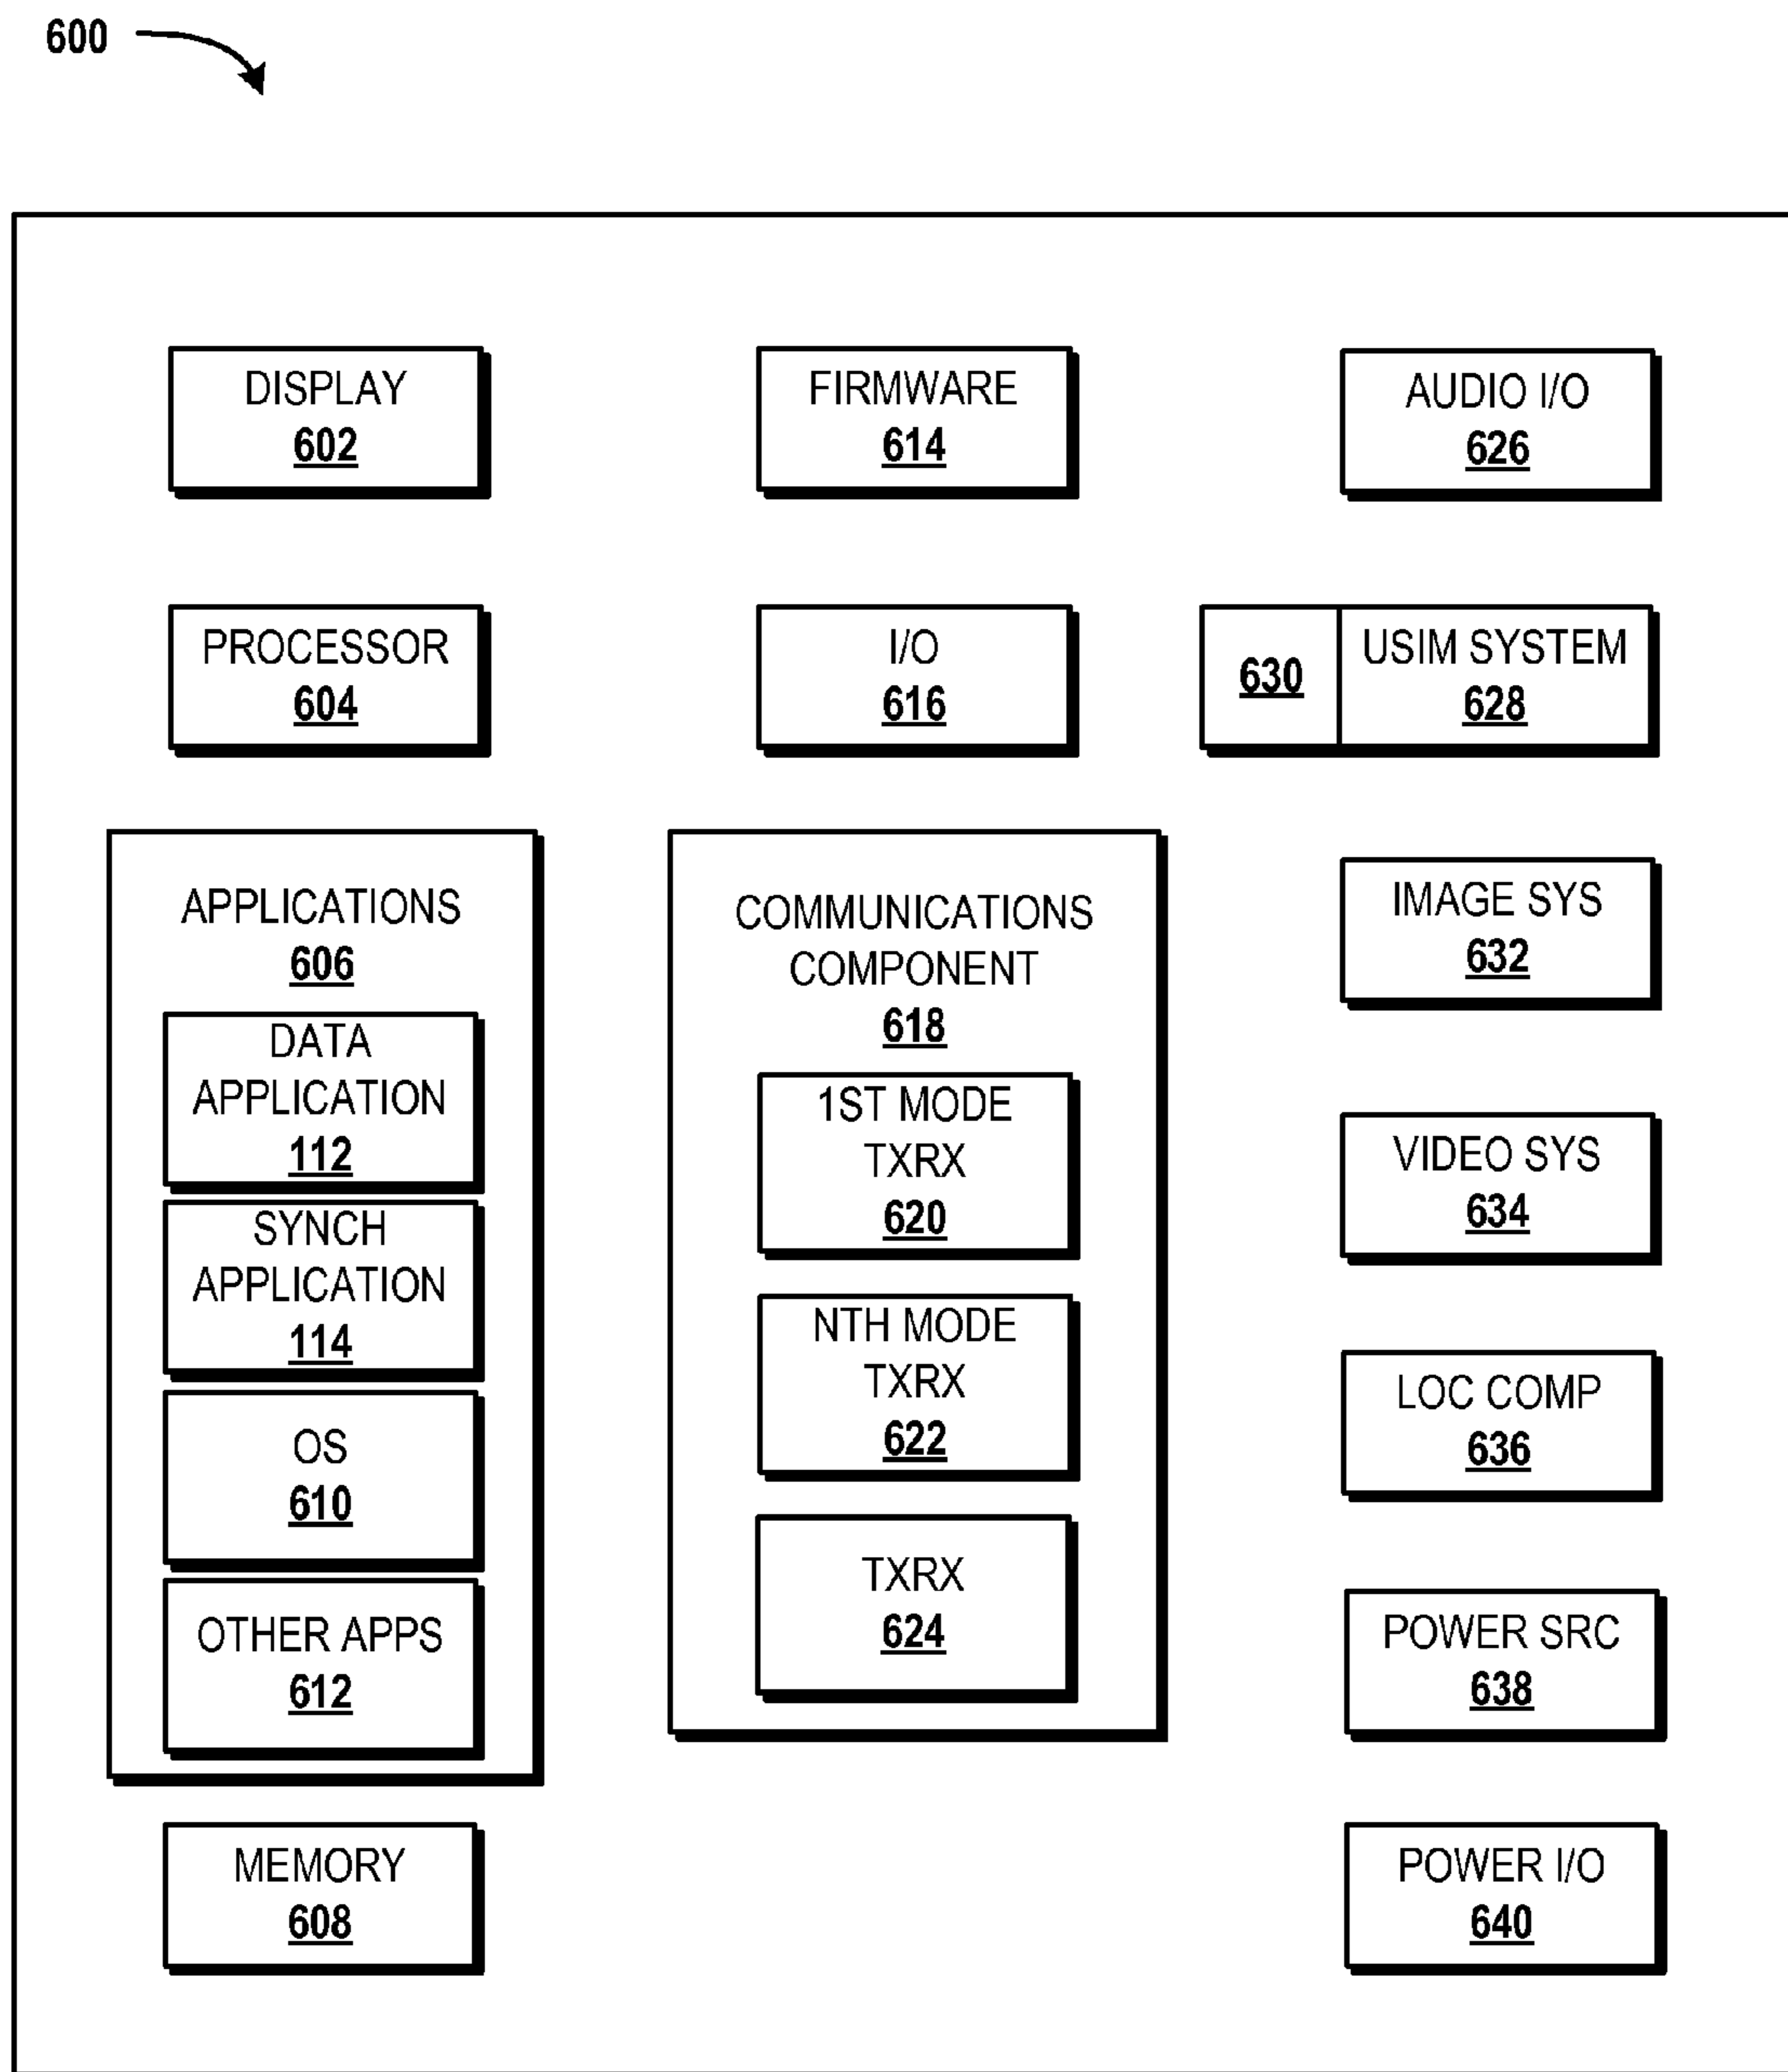 600
DISPLAY
602
FIRMWARE
614
AUDIO I/O
626
PROCESSOR
604
I/O
616
630
USIM SYSTEM
628
APPLICATIONS
606
DATA
APPLICATION
112
SYNCH
APPLICATION
114
OS
610
OTHER APPS
612
MEMORY
608
COMMUNICATIONS
COMPONENT
618
1ST MODE
TXRX
620
NTH MODE
TXRX
622
TXRX
624
IMAGE SYS
632
VIDEO SYS
634
LOC COMP
636
POWER SRC
638
POWER I/O
640